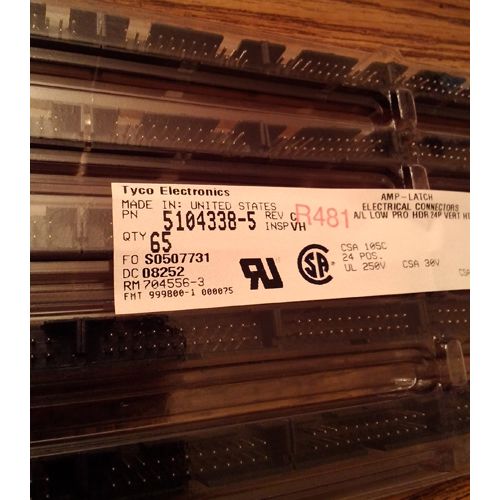 Tyco Electronics
MADE IN: UNITED STATES
PN 5104338-5 REV C R481
QTY 65 INSP VH
FO S0507731
DC 08252
RM 704556-3
FMT 999800-1 000075
AMP-LATCH
ELECTRICAL CONNECTORS
A/L LOW PRO HDR 24P VERT
CSA 105C
24 POS.
UL 250V CSA 30V
CSA